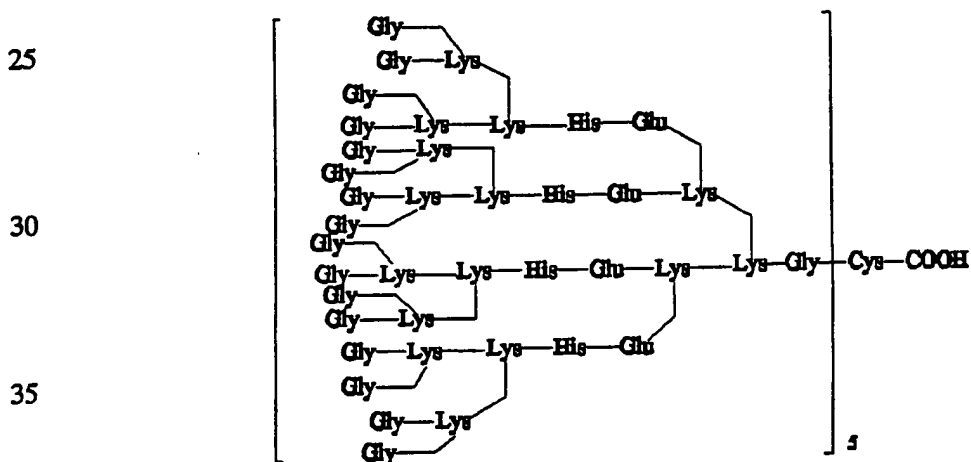 Gly
25 Gly Lys
Gly
Gly Lys Lys His Glu
Gly Lys
Gly
Gly Lys Lys His Glu Lys
30 Gly
Gly
Gly Lys Lys His Glu Lys Lys Gly Cys COOH
Gly
Gly Lys
Gly Lys Lys His Glu
Gly
35
Gly Lys
Gly
5